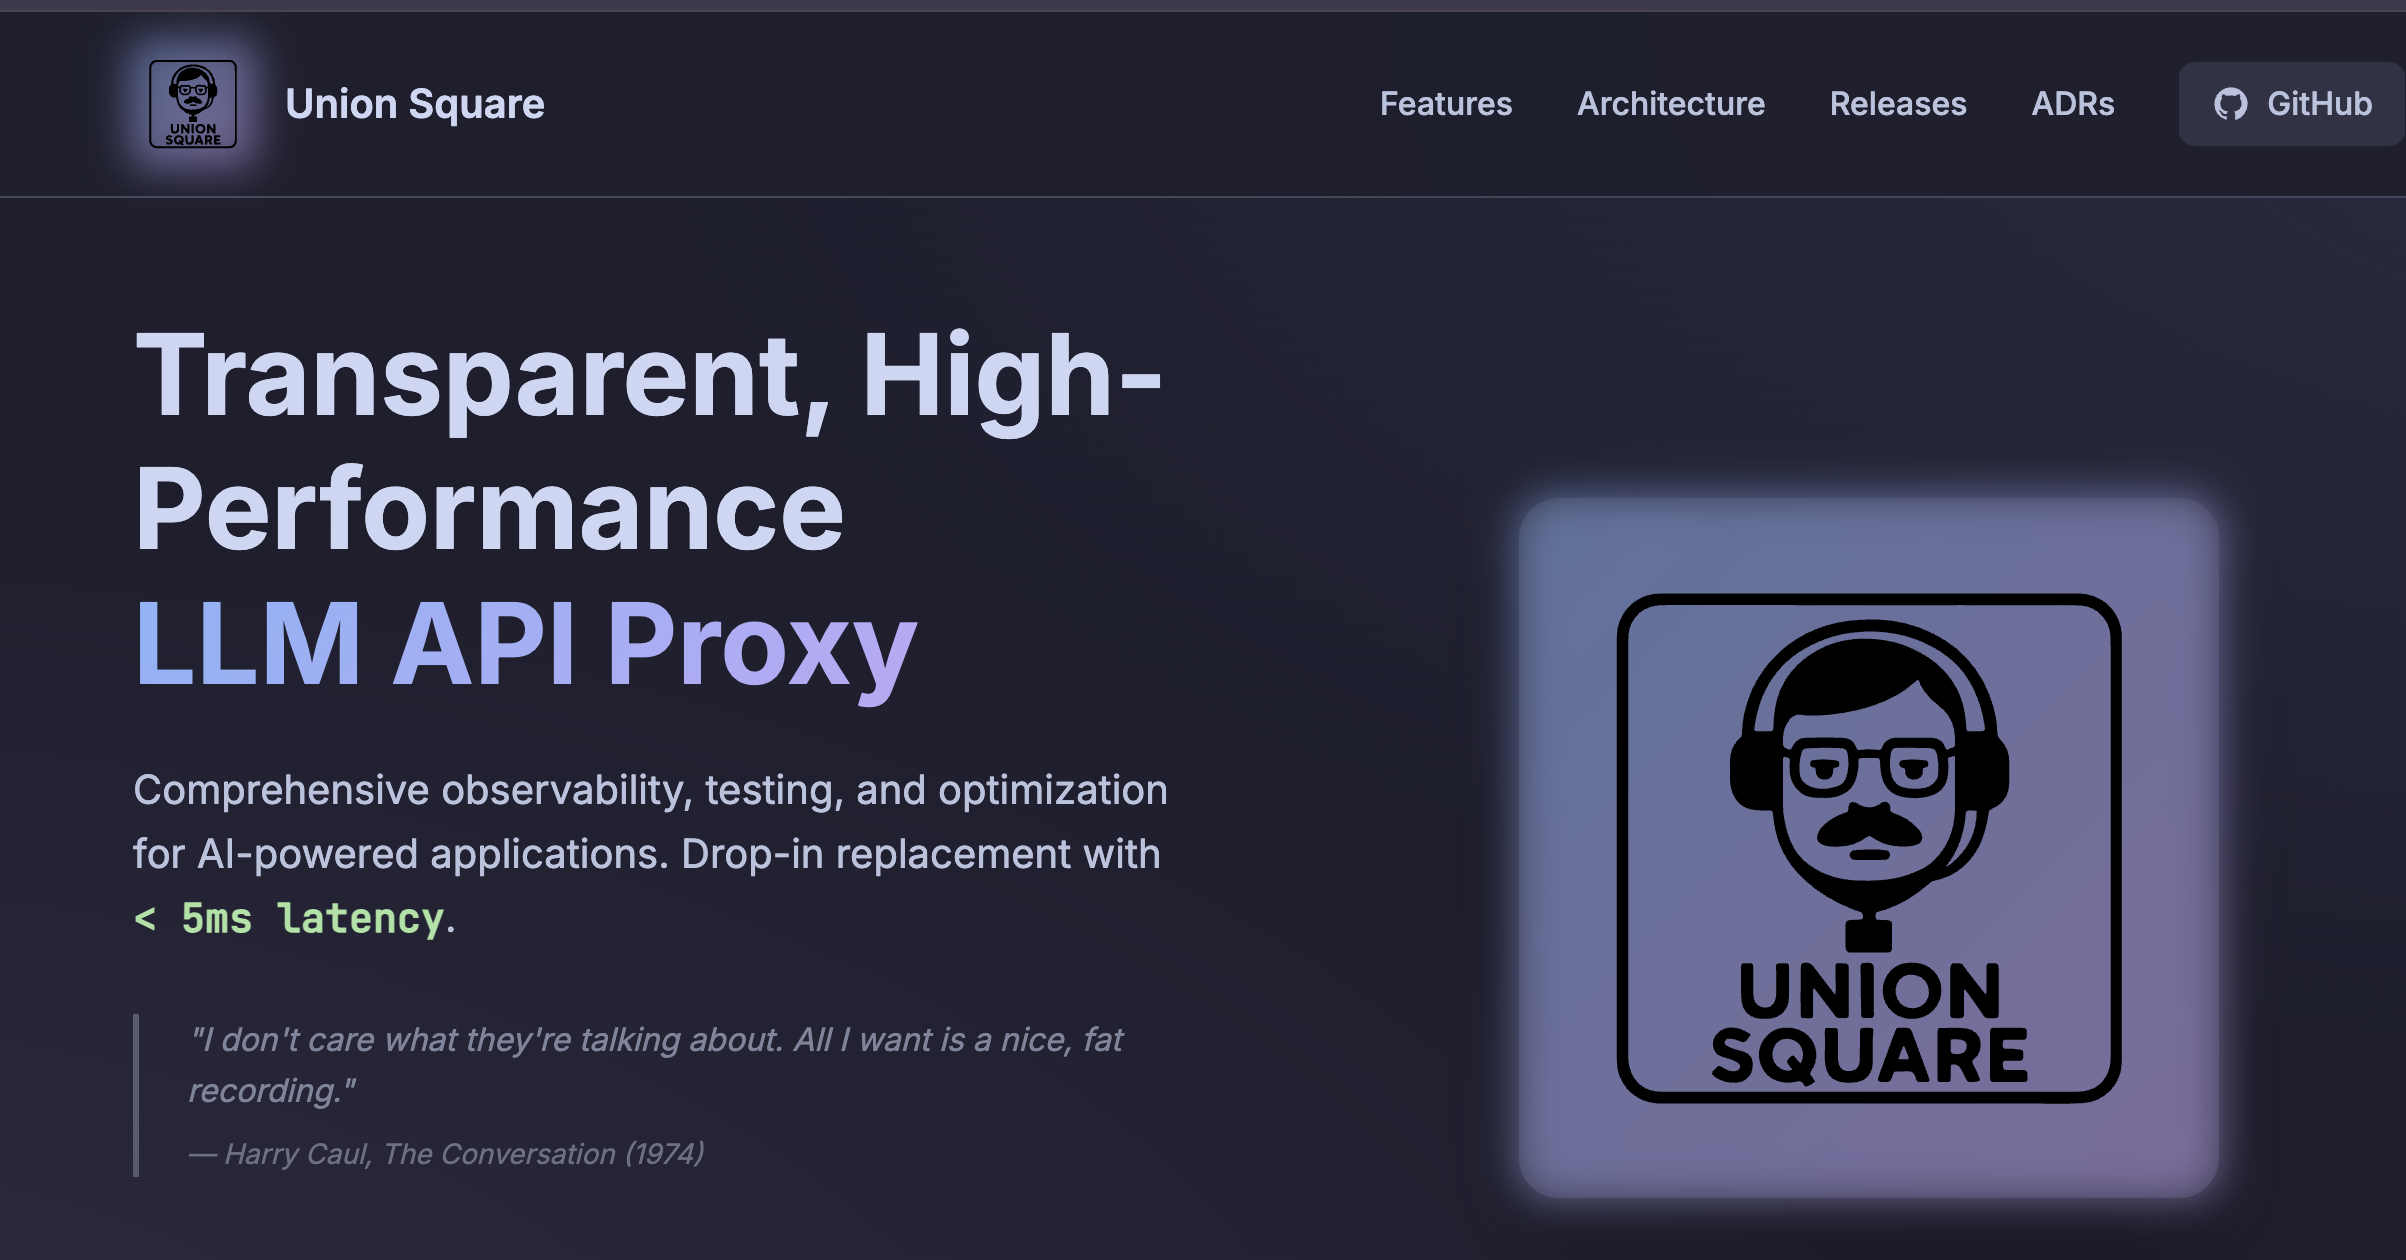 UNION
SQUARE
Union Square
Features
Architecture
Releases
ADRs
GitHub
Transparent, High-
Performance
LLM API Proxy
Comprehensive observability, testing, and optimization
for AI-powered applications. Drop-in replacement with
< 5ms latency.
"I don't care what they're talking about. All I want is a nice, fat
recording."
— Harry Caul, The Conversation (1974)
UNION
SQUARE